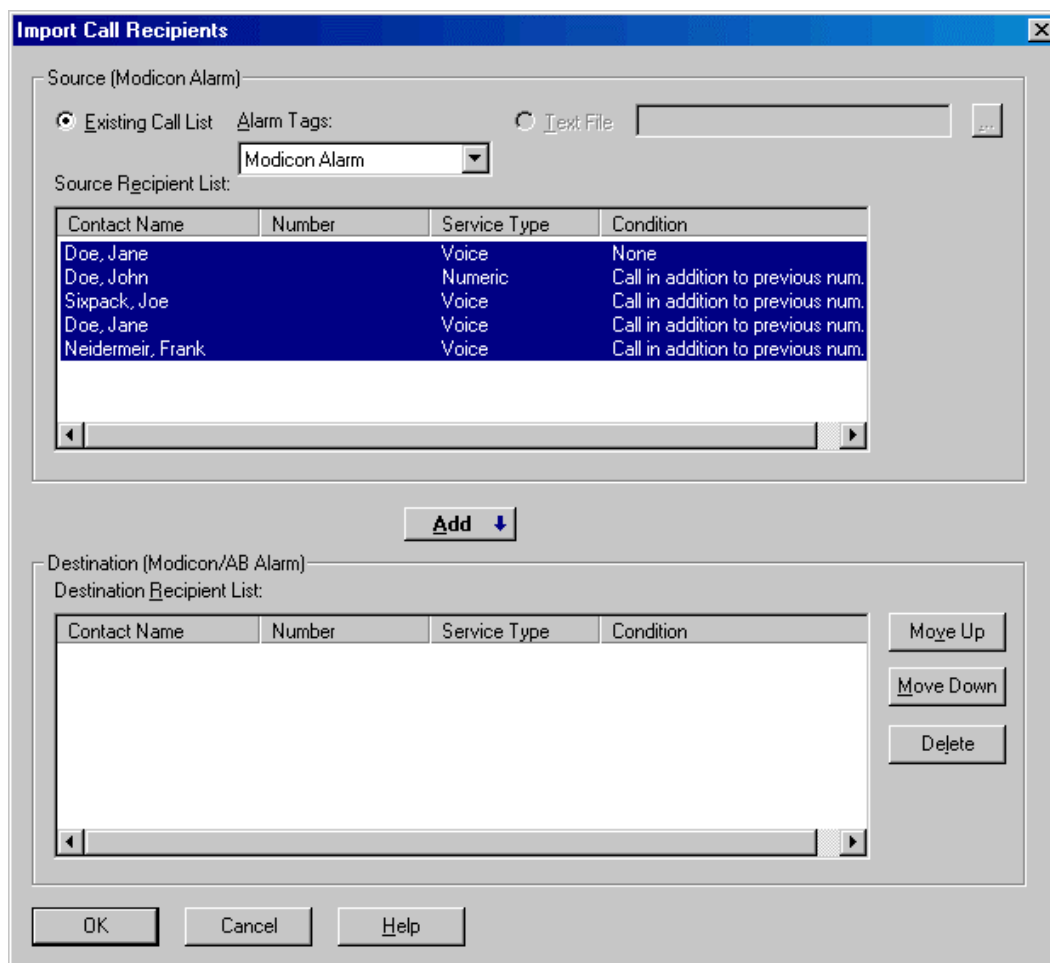 Import Call Recipients
Source (Modicon Alarm)
Existing Call List Alarm Tags: Text File ...
Modicon Alarm
Source Recipient List:
Contact Name Number Service Type Condition
Doe, Jane Voice None
Doe, John Numeric Call in addition to previous num.
Sixpack, Joe Voice Call in addition to previous num.
Doe, Jane Voice Call in addition to previous num.
Neidermeir, Frank Voice Call in addition to previous num.
Add
Destination (Modicon/AB Alarm)
Destination Recipient List:
Contact Name Number Service Type Condition
Move Up
Move Down
Delete
OK Cancel Help